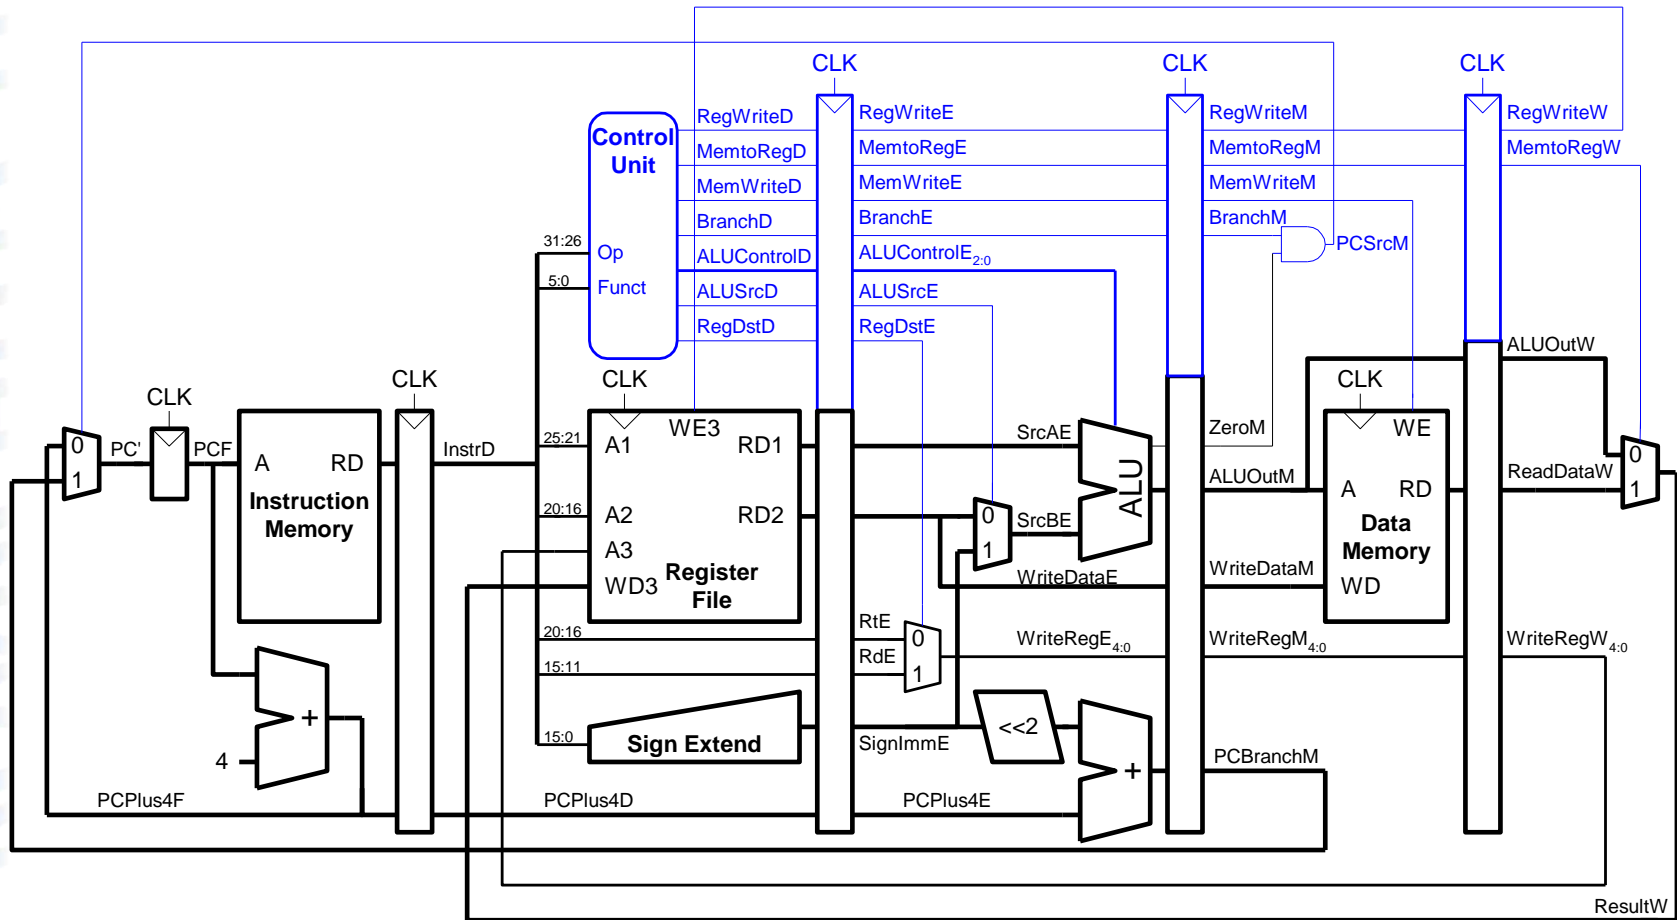 CLK
CLK
CLK
Control
Unit
Op
Funct
31:26
5:0
RegWriteD
MemtoRegD
MemWriteD
BranchD
ALUControlD
ALUSrcD
RegDstD
RegWriteE
MemtoRegE
MemWriteE
BranchE
ALUControlE2:0
ALUSrcE
RegDstE
RegWriteM
MemtoRegM
MemWriteM
BranchM
PCSrcM
RegWriteW
MemtoRegW
CLK
CLK
CLK
CLK
0
1
PC'
PCF
A
RD
Instruction
Memory
InstrD
25:21
20:16
20:16
15:11
15:0
A1
A2
A3
WD3
WE3
RD1
RD2
Register
File
SrcAE
0
1
SrcBE
ALU
WriteDataE
RtE
RdE
0
1
WriteRegE4:0
ZeroM
ALUOutM
WriteDataM
WriteRegM4:0
A
RD
WE
Data
Memory
WD
ALUOutW
ReadDataW
0
1
WriteRegW4:0
4
+
Sign Extend
SignImmE
<<2
+
PCBranchM
PCPlus4F
PCPlus4D
PCPlus4E
ResultW